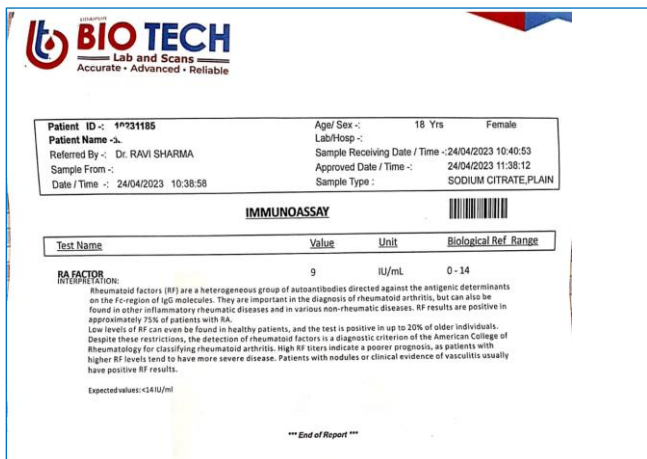 BIO TECH
Lab and Scans
Accurate • Advanced • Reliable
Patient ID -: 10231185 Age/ Sex -: 18 Yrs Female
Patient Name -: Lab/Hosp -:
Referred By -: Dr. RAVI SHARMA Sample Receiving Date / Time -:24/04/2023 10:40:53
Sample From -: Approved Date / Time -: 24/04/2023 11:38:12
Date / Time -: 24/04/2023 10:38:58 Sample Type : SODIUM CITRATE,PLAIN
IMMUNOASSAY
Test Name Value Unit Biological Ref Range
RA FACTOR 9 IU/mL 0 - 14
INTERPRETATION:
Rheumatoid factors (RF) are a heterogeneous group of autoantibodies directed against the antigenic determinants
on the Fc-region of IgG molecules. They are important in the diagnosis of rheumatoid arthritis, but can also be
found in other inflammatory rheumatic diseases and in various non-rheumatic diseases. RF results are positive in
approximately 75% of patients with RA.
Low levels of RF can even be found in healthy patients, and the test is positive in up to 20% of older individuals.
Despite these restrictions, the detection of rheumatoid factors is a diagnostic criterion of the American College of
Rheumatology for classifying rheumatoid arthritis. High RF titers indicate a poorer prognosis, as patients with
higher RF levels tend to have more severe disease. Patients with nodules or clinical evidence of vasculitis usually
have positive RF results.
Expected values:<14IU/ml
*** End of Report ***